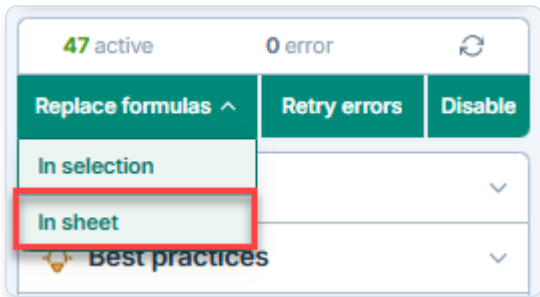 47 active 0 error
Replace formulas Retry errors Disable
In selection
In sheet
Best practices